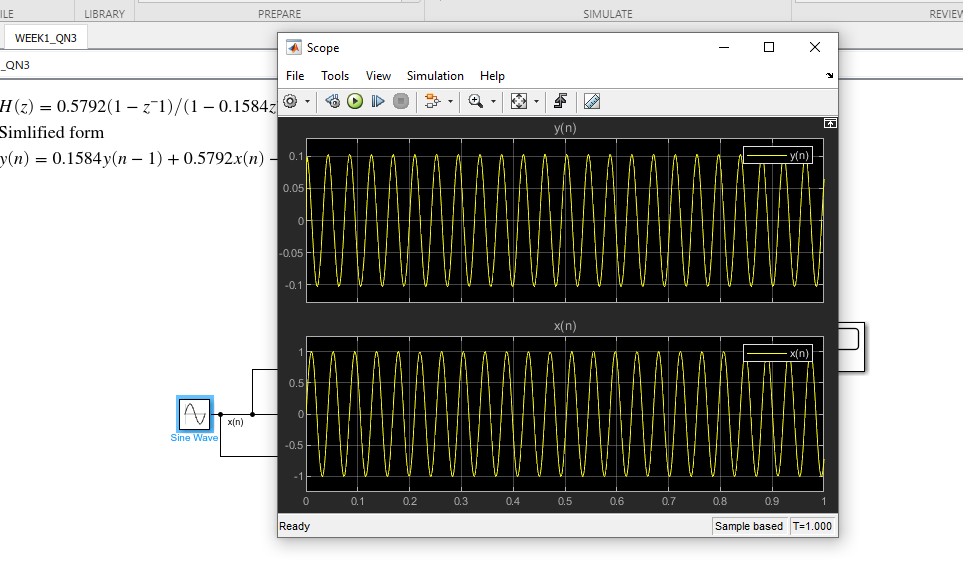 ILE LIBRARY PREPARE SIMULATE REVIEW
WEEK1_QN3
_QN3
Scope
File Tools View Simulation Help
H(z) = 0.5792(1 − z⁻1)/(1 − 0.1584z
Simlified form
y(n) = 0.1584y(n − 1) + 0.5792x(n) −
y(n)
y(n)
0.1
0.05
0
-0.05
-0.1
x(n)
x(n)
1
0.5
0
-0.5
-1
0 0.1 0.2 0.3 0.4 0.5 0.6 0.7 0.8 0.9 1
x(n)
Sine Wave
Ready Sample based T=1.000